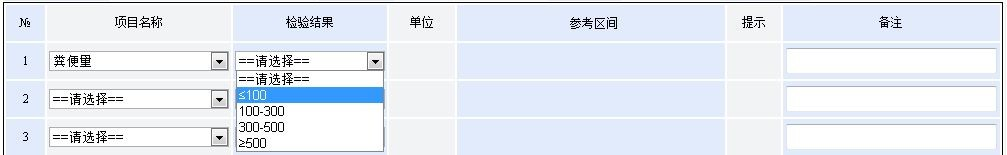 № 项目名称 检验结果 单位 参考区间 提示 备注
1 粪便量 ==请选择==
==请选择==
2 ==请选择== ≤100
100-300
300-500
3 ==请选择== ≥500